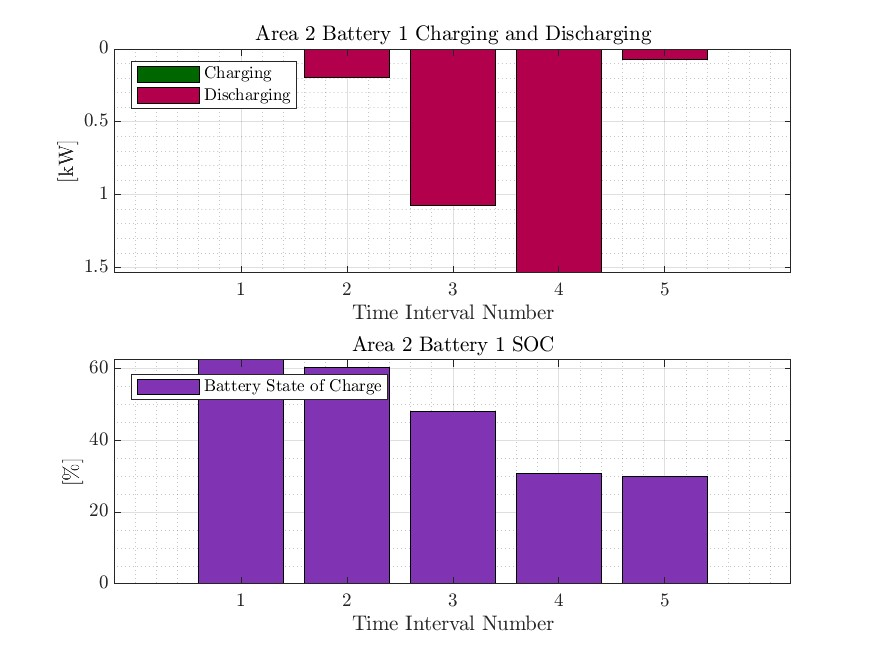 Area 2 Battery 1 Charging and Discharging
0
0.5
1
1.5
[kW]
Charging
Discharging
1 2 3 4 5
Time Interval Number
Area 2 Battery 1 SOC
60
40
20
0
[%]
Battery State of Charge
1 2 3 4 5
Time Interval Number